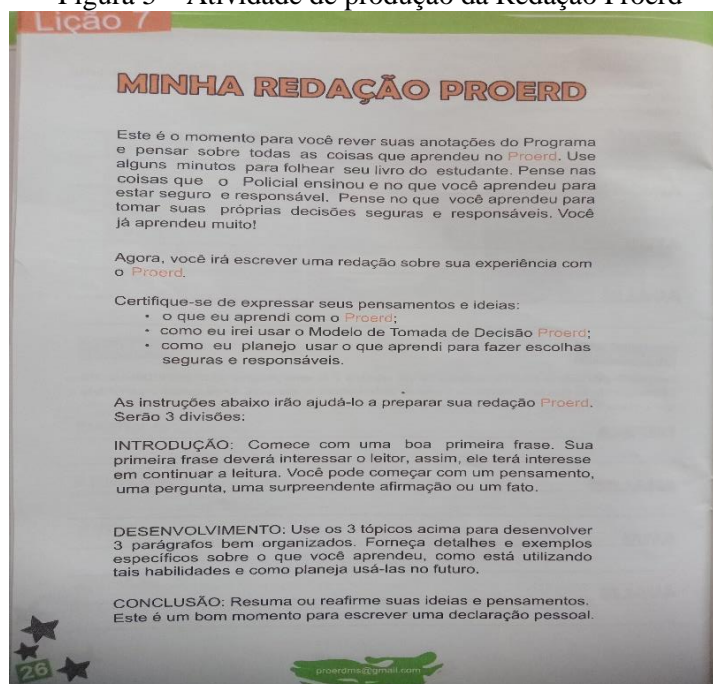 Figura 3 – Atividade de produção da Redação Proerd
Lição 7
MINHA REDAÇÃO PROERD
Este é o momento para você rever suas anotações do Programa
e pensar sobre todas as coisas que aprendeu no Proerd. Use
alguns minutos para folhear seu livro do estudante. Pense nas
coisas que o Policial ensinou e no que você aprendeu para
estar seguro e responsável. Pense no que você aprendeu para
tomar suas próprias decisões seguras e responsáveis. Você
já aprendeu muito!
Agora, você irá escrever uma redação sobre sua experiência com
o Proerd.
Certifique-se de expressar seus pensamentos e ideias:
• o que eu aprendi com o Proerd;
• como eu irei usar o Modelo de Tomada de Decisão Proerd;
• como eu planejo usar o que aprendi para fazer escolhas
seguras e responsáveis.
As instruções abaixo irão ajudá-lo a preparar sua redação Proerd.
Serão 3 divisões:
INTRODUÇÃO: Comece com uma boa primeira frase. Sua
primeira frase deverá interessar o leitor, assim, ele terá interesse
em continuar a leitura. Você pode começar com um pensamento,
uma pergunta, uma surpreendente afirmação ou um fato.
DESENVOLVIMENTO: Use os 3 tópicos acima para desenvolver
3 parágrafos bem organizados. Forneça detalhes e exemplos
específicos sobre o que você aprendeu, como está utilizando
tais habilidades e como planeja usá-las no futuro.
CONCLUSÃO: Resuma ou reafirme suas ideias e pensamentos.
Este é um bom momento para escrever uma declaração pessoal.
26
proerdms@gmail.com